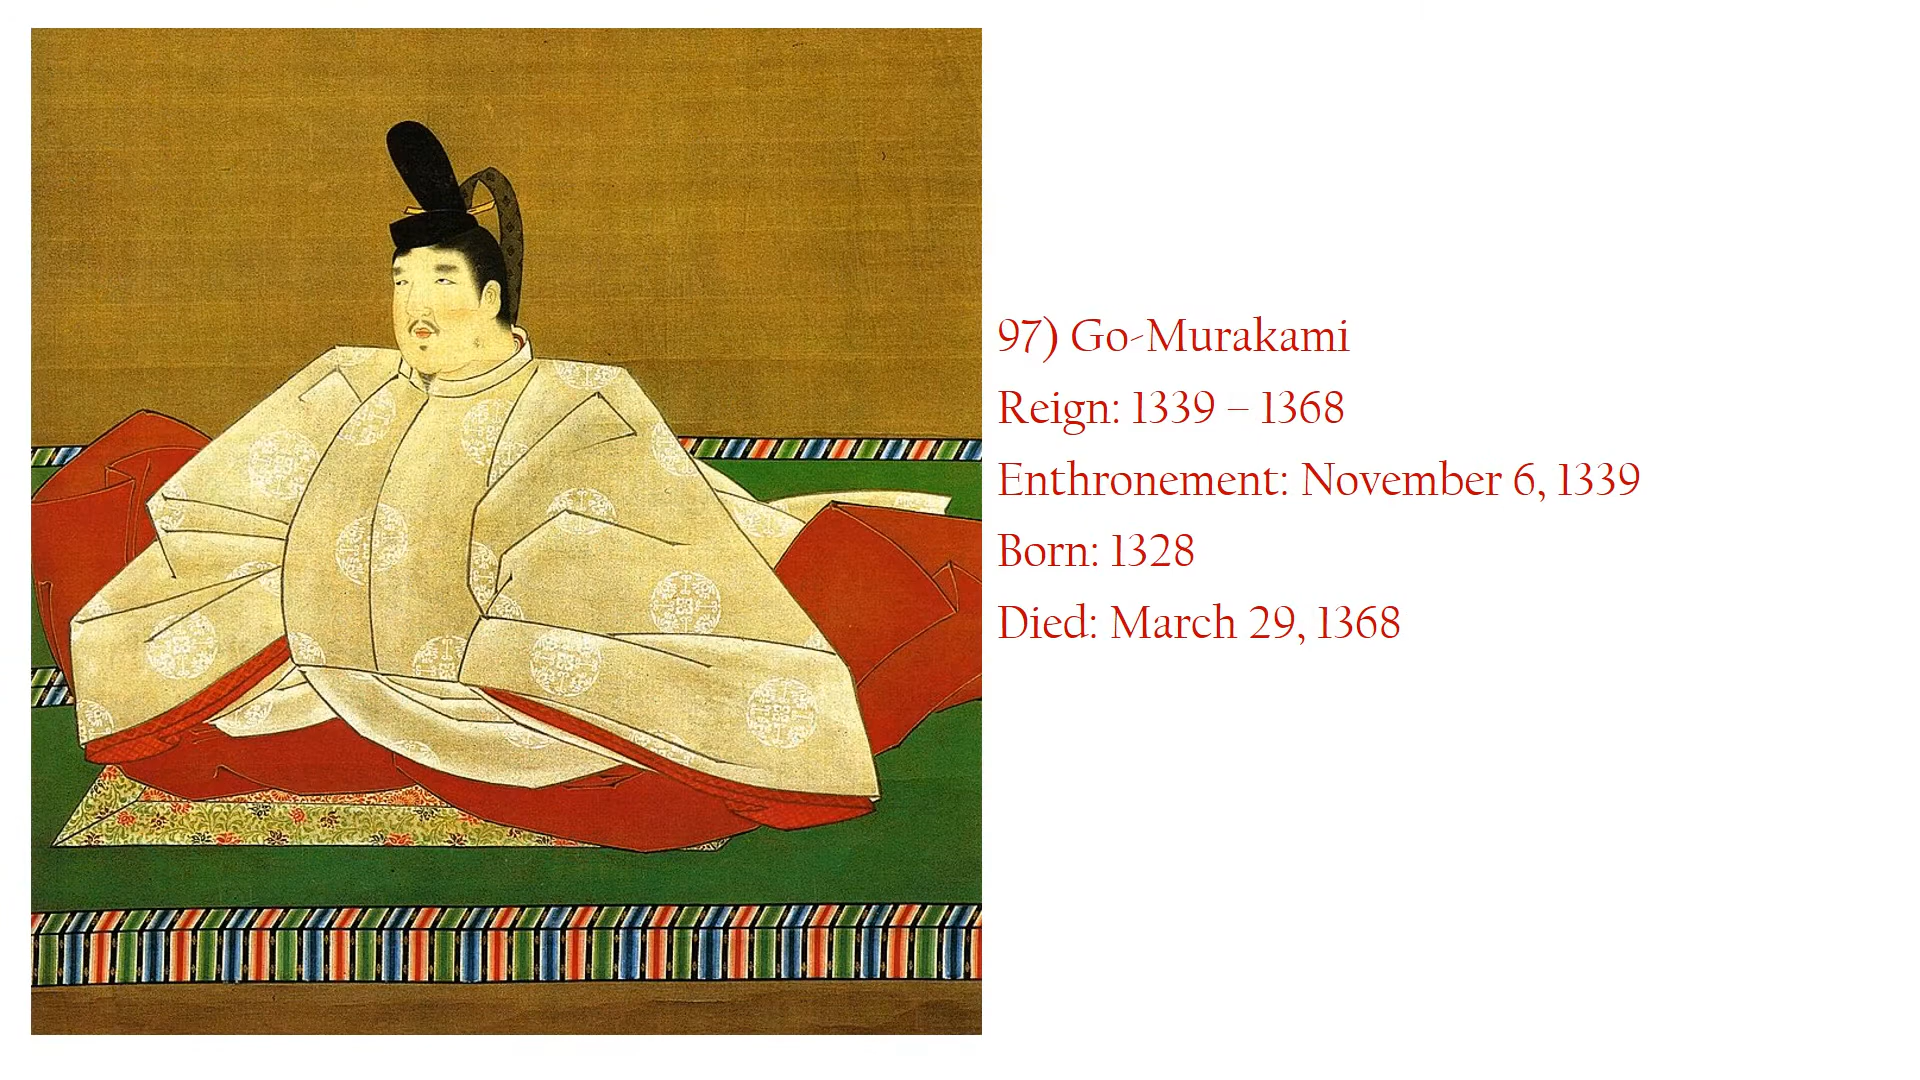 97) Go-Murakami
Reign: 1339 – 1368
Enthronement: November 6, 1339
Born: 1328
Died: March 29, 1368